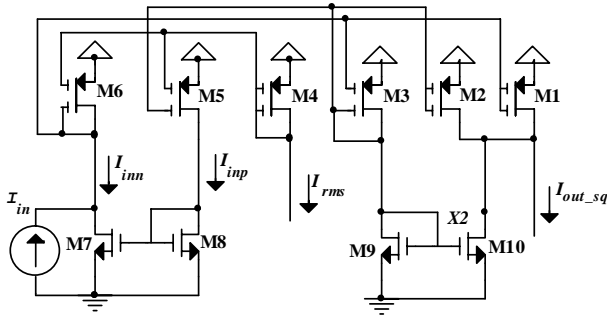 M6
M5
M4
M3
M2
M1
I_inn
I_inp
I_rms
I_out_sq
I_in
X2
M7
M8
M9
M10